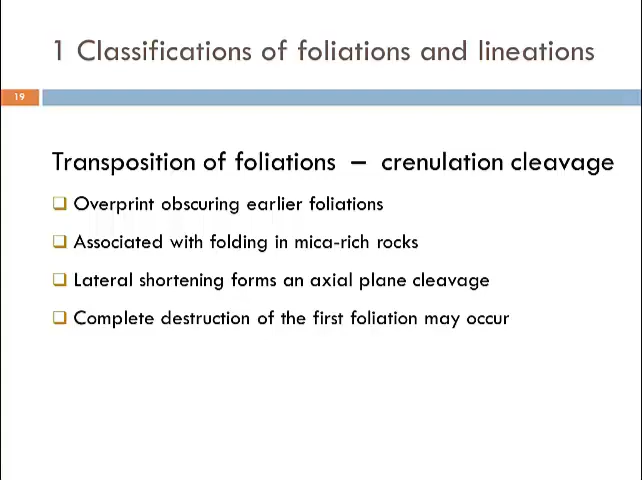 1 Classifications of foliations and lineations
19
Transposition of foliations – crenulation cleavage
Overprint obscuring earlier foliations
Associated with folding in mica-rich rocks
Lateral shortening forms an axial plane cleavage
Complete destruction of the first foliation may occur